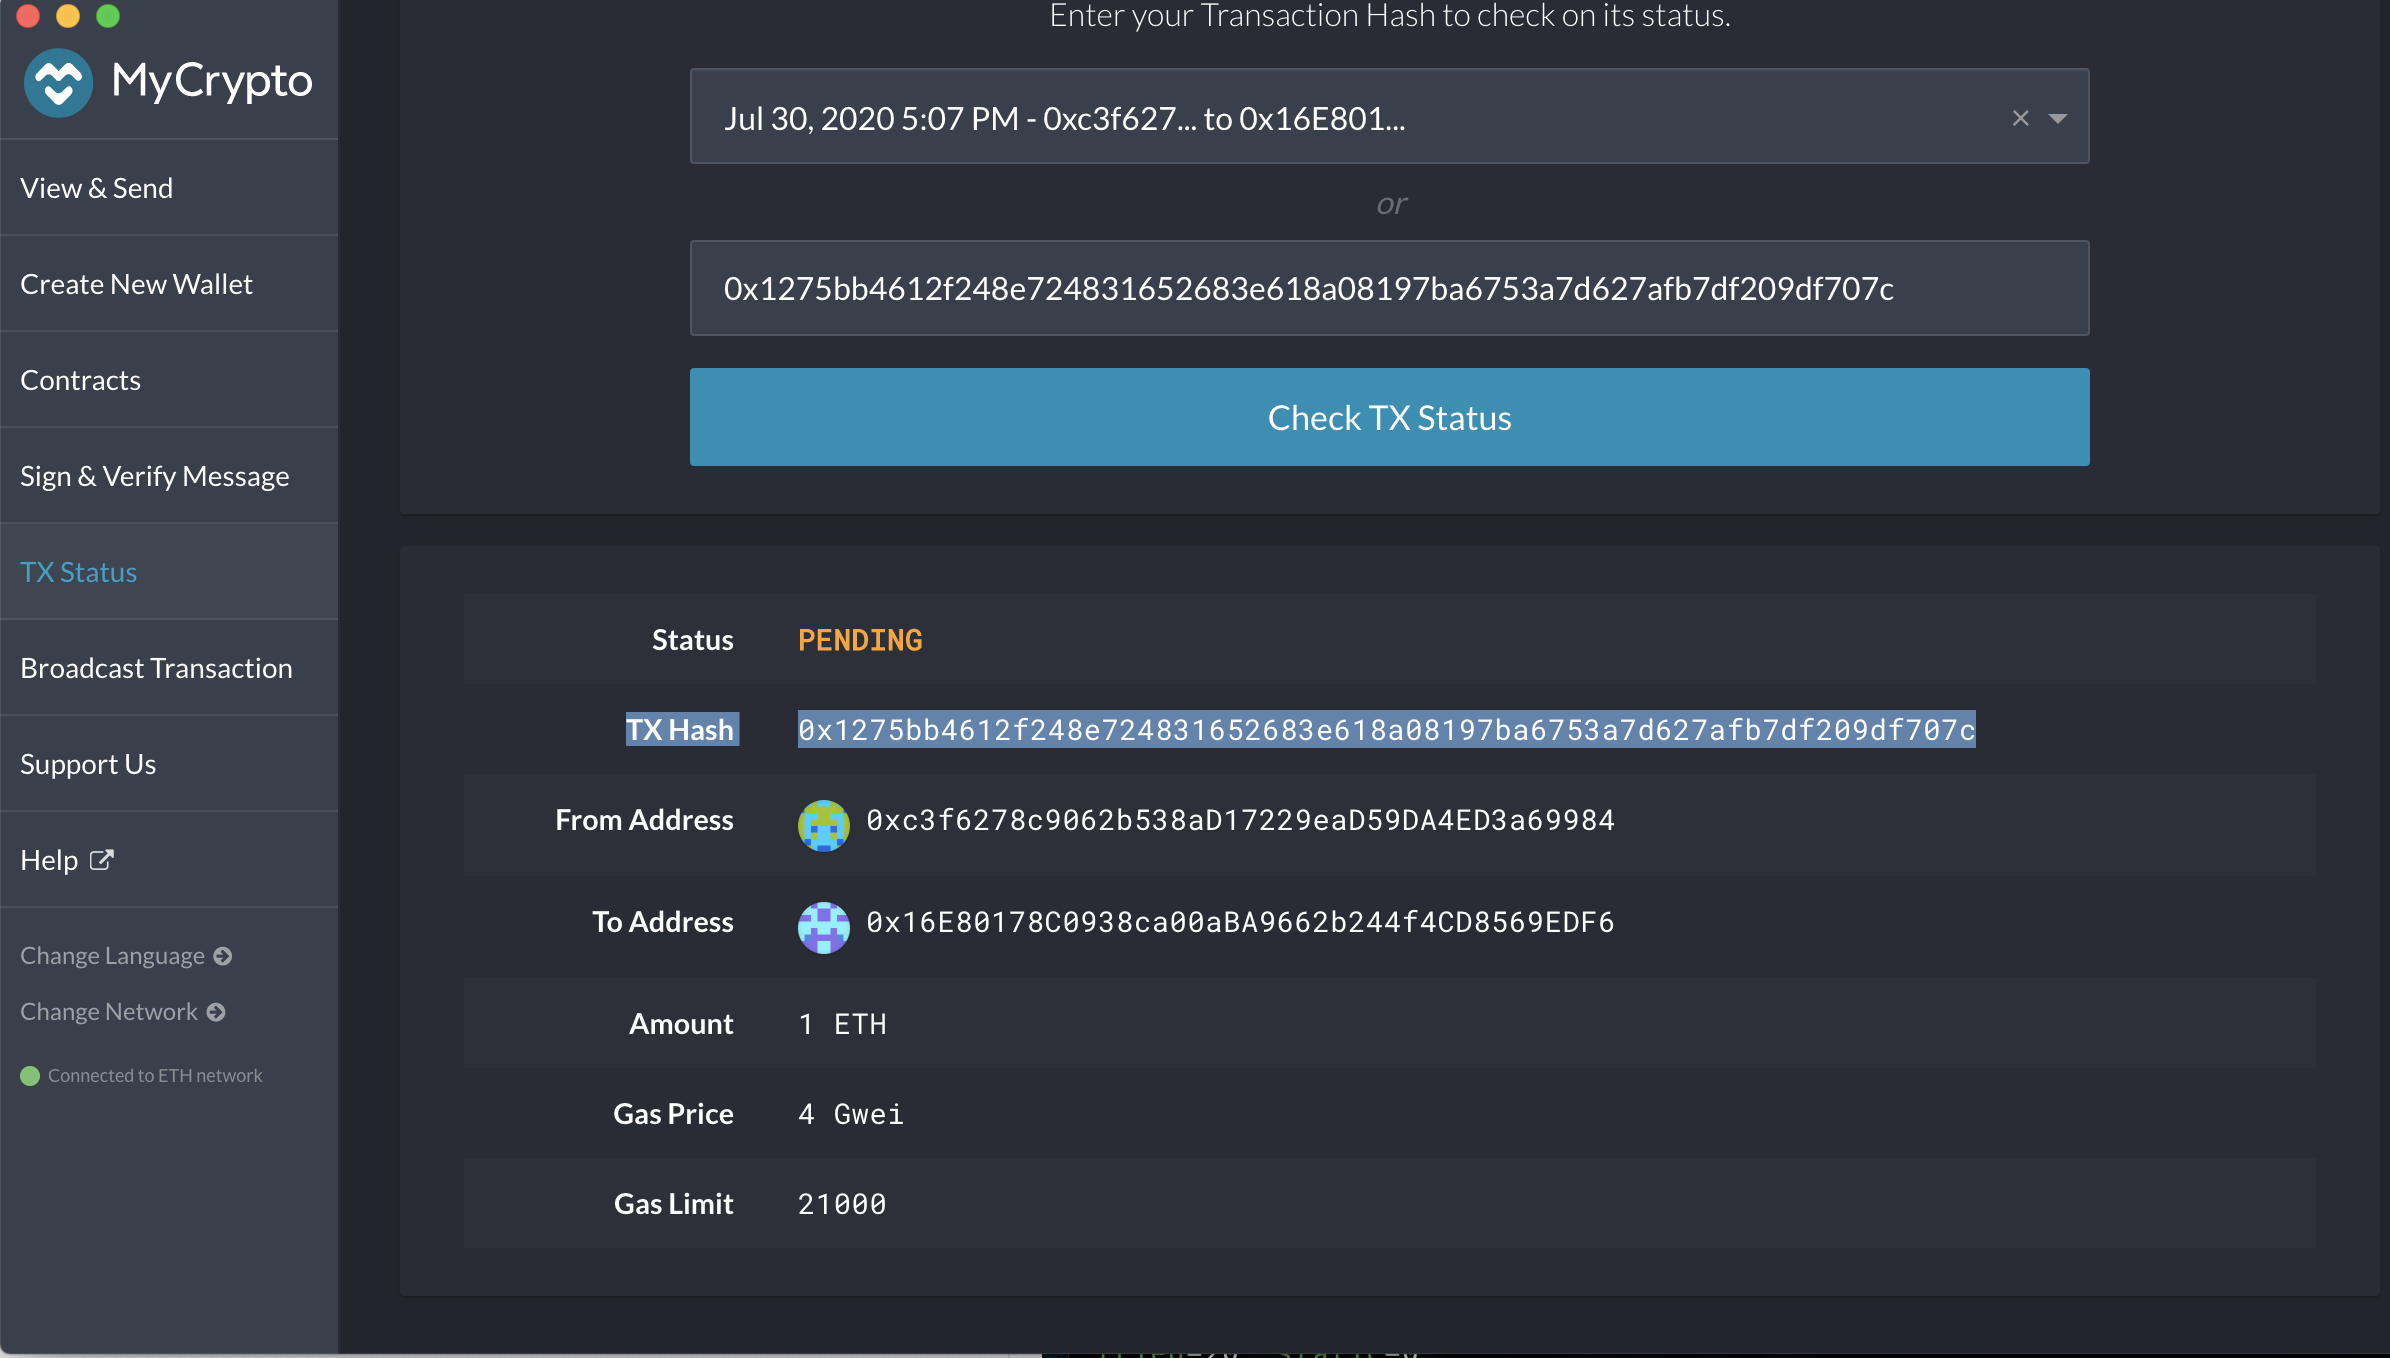 MyCrypto
View & Send
Create New Wallet
Contracts
Sign & Verify Message
TX Status
Broadcast Transaction
Support Us
Help
Change Language
Change Network
Connected to ETH network
Enter your Transaction Hash to check on its status.
Jul 30, 2020 5:07 PM - 0xc3f627... to 0x16E801...
or
0x1275bb4612f248e724831652683e618a08197ba6753a7d627afb7df209df707c
Check TX Status
Status PENDING
TX Hash 0x1275bb4612f248e724831652683e618a08197ba6753a7d627afb7df209df707c
From Address 0xc3f6278c9062b538aD17229eaD59DA4ED3a69984
To Address 0x16E80178C0938ca00aBA9662b244f4CD8569EDF6
Amount 1 ETH
Gas Price 4 Gwei
Gas Limit 21000